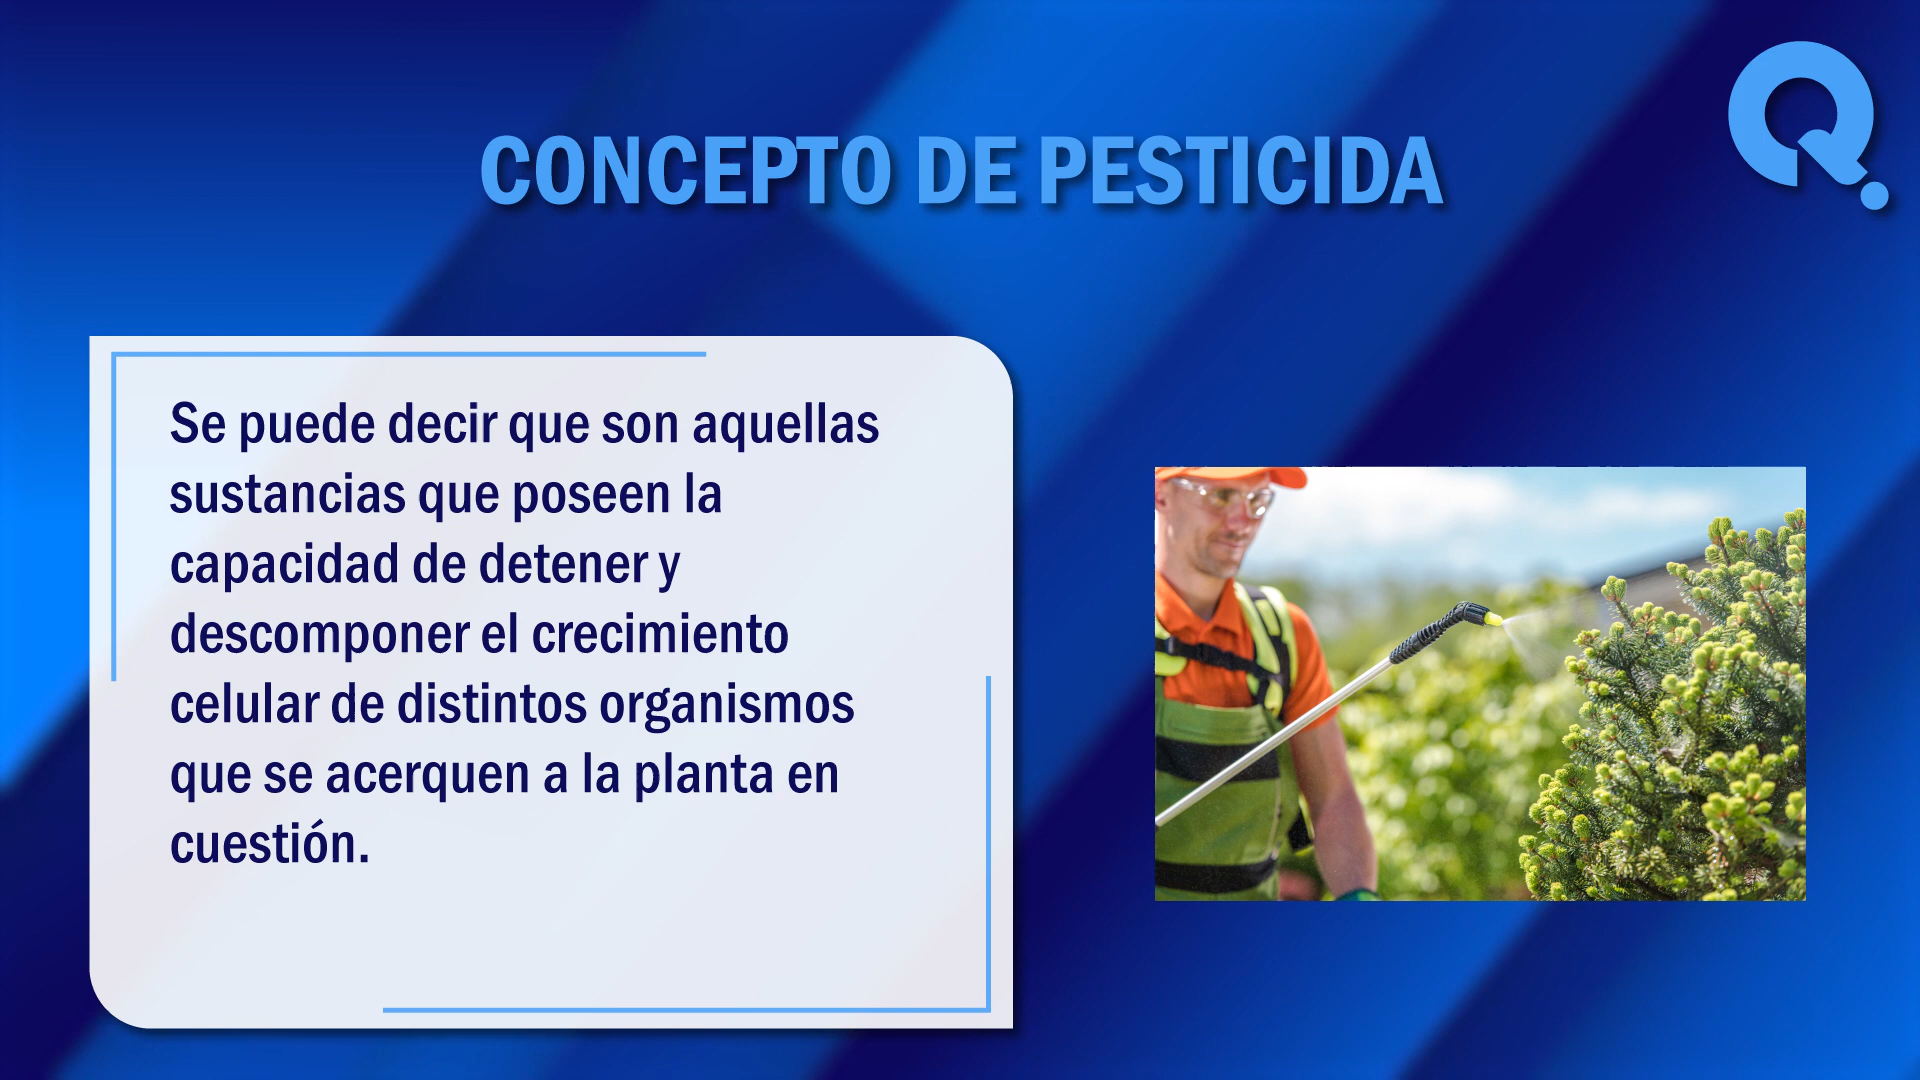 CONCEPTO DE PESTICIDA
Se puede decir que son aquellas
sustancias que poseen la
capacidad de detener y
descomponer el crecimiento
celular de distintos organismos
que se acerquen a la planta en
cuestión.